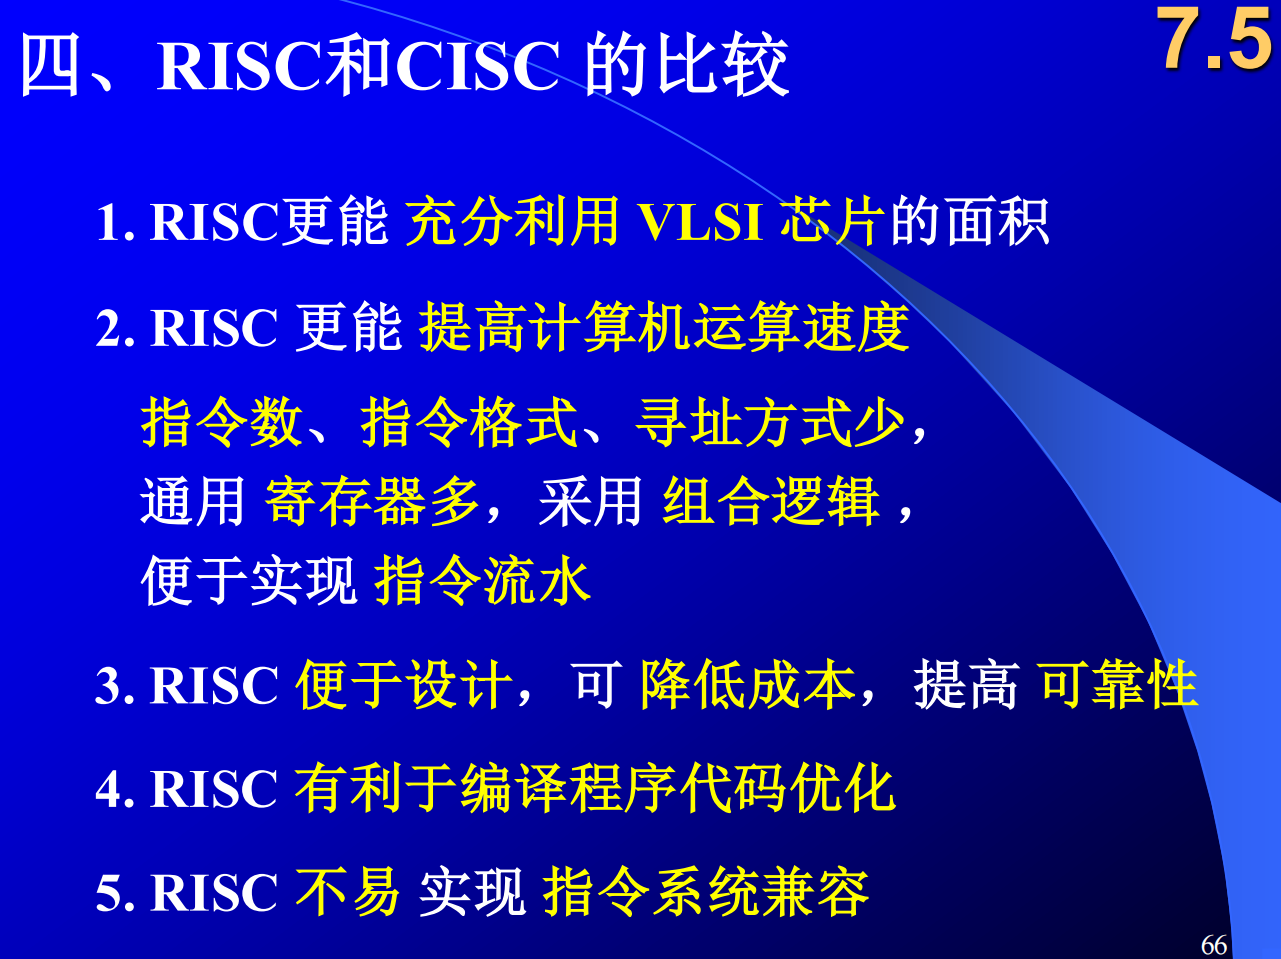 四、RISC和CISC 的比较
7.5
1. RISC更能 充分利用 VLSI 芯片的面积
2. RISC 更能 提高计算机运算速度
指令数、指令格式、寻址方式少，
通用 寄存器多，采用 组合逻辑 ，
便于实现 指令流水
3. RISC 便于设计，可 降低成本，提高 可靠性
4. RISC 有利于编译程序代码优化
5. RISC 不易 实现 指令系统兼容
66